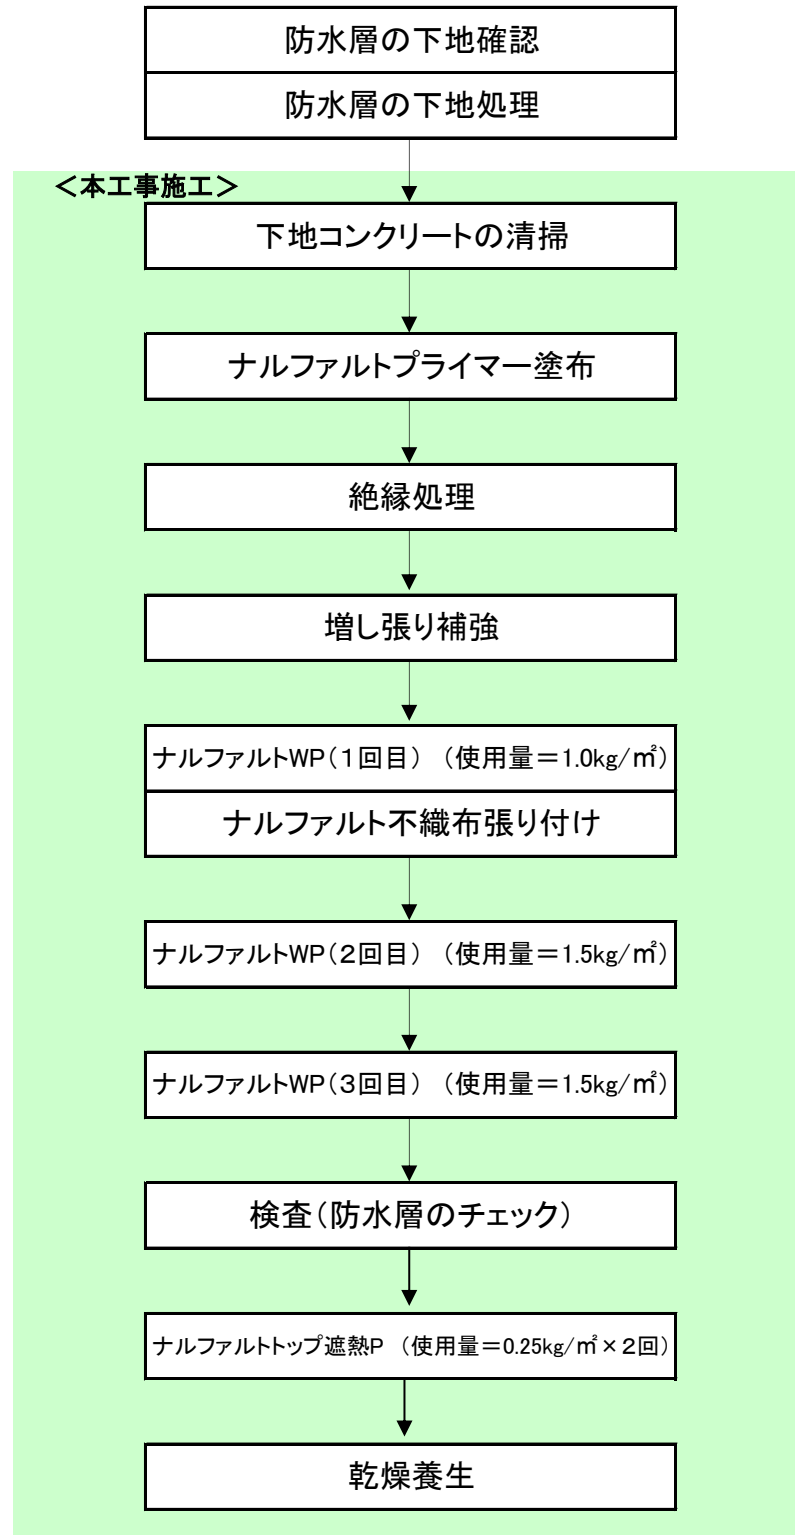 防水層の下地確認
防水層の下地処理
＜本工事施工＞
下地コンクリートの清掃
ナルファルトプライマー塗布
絶縁処理
増し張り補強
ナルファルトWP（１回目）　（使用量＝1.0kg/㎡）
ナルファルト不織布張り付け
ナルファルトWP（２回目）　（使用量＝1.5kg/㎡）
ナルファルトWP（３回目）　（使用量＝1.5kg/㎡）
検査（防水層のチェック）
ナルファルトトップ遮熱P　（使用量＝0.25kg/㎡×２回）
乾燥養生